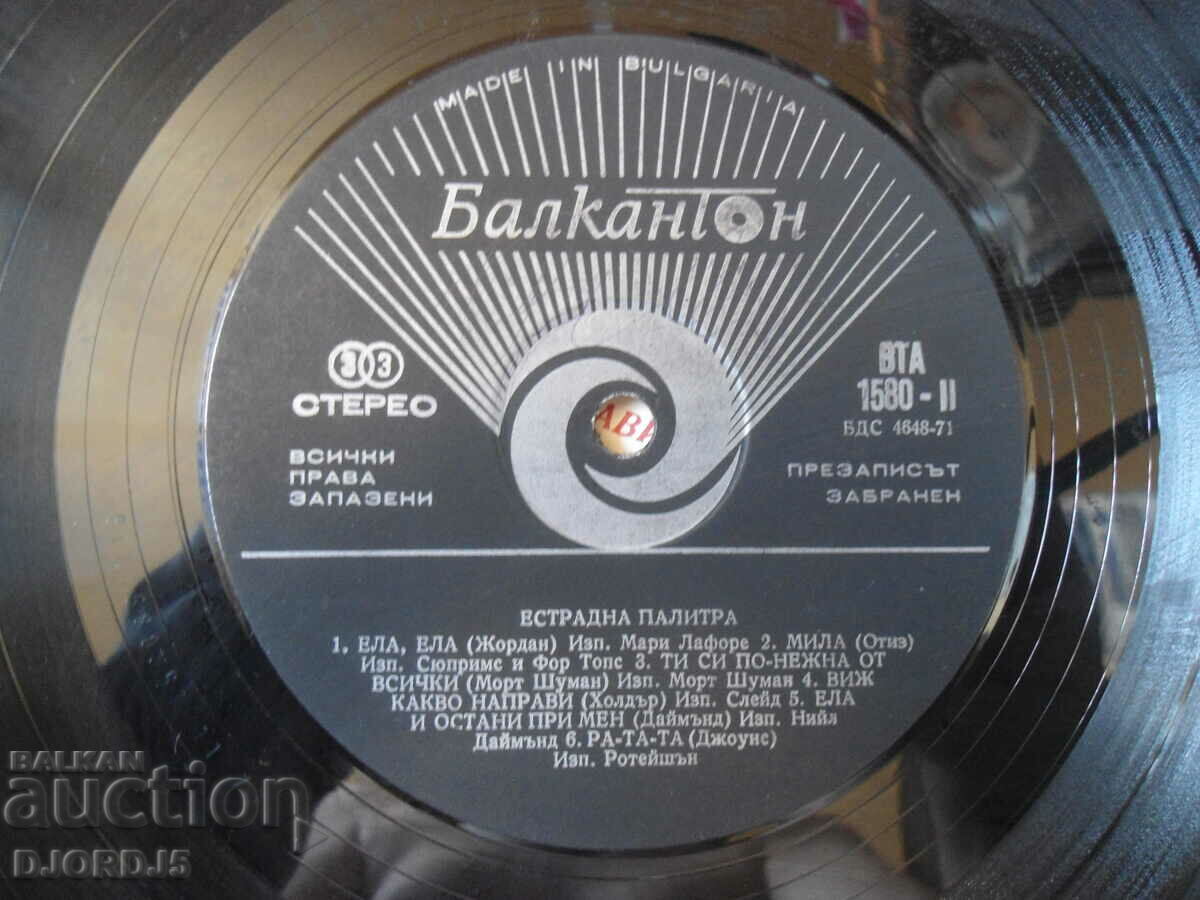 MADE IN BULGARIA
Балкантон
33
СТЕРЕО
ВСИЧКИ
ПРАВА
ЗАПАЗЕНИ
ВТА
1580 - II
БДС 4648-71
ПРЕЗАПИСЪТ
ЗАБРАНЕН
АВІ
ЕСТРАДНА ПАЛИТРА
1. ЕЛА, ЕЛА (Жордан) Изп. Мари Лафоре 2. МИЛА (Отиз)
Изп. Сюпримс и Фор Топс 3. ТИ СИ ПО-НЕЖНА ОТ
ВСИЧКИ (Морт Шуман) Изп. Морт Шуман 4. ВИЖ
КАКВО НАПРАВИ (Холдър) Изп. Слейд 5. ЕЛА
И ОСТАНИ ПРИ МЕН (Даймънд) Изп. Нийл
Даймънд 6. РА-ТА-ТА (Джоунс)
Изп. Ротейшън
BALKAN
auction
DJORDJ5